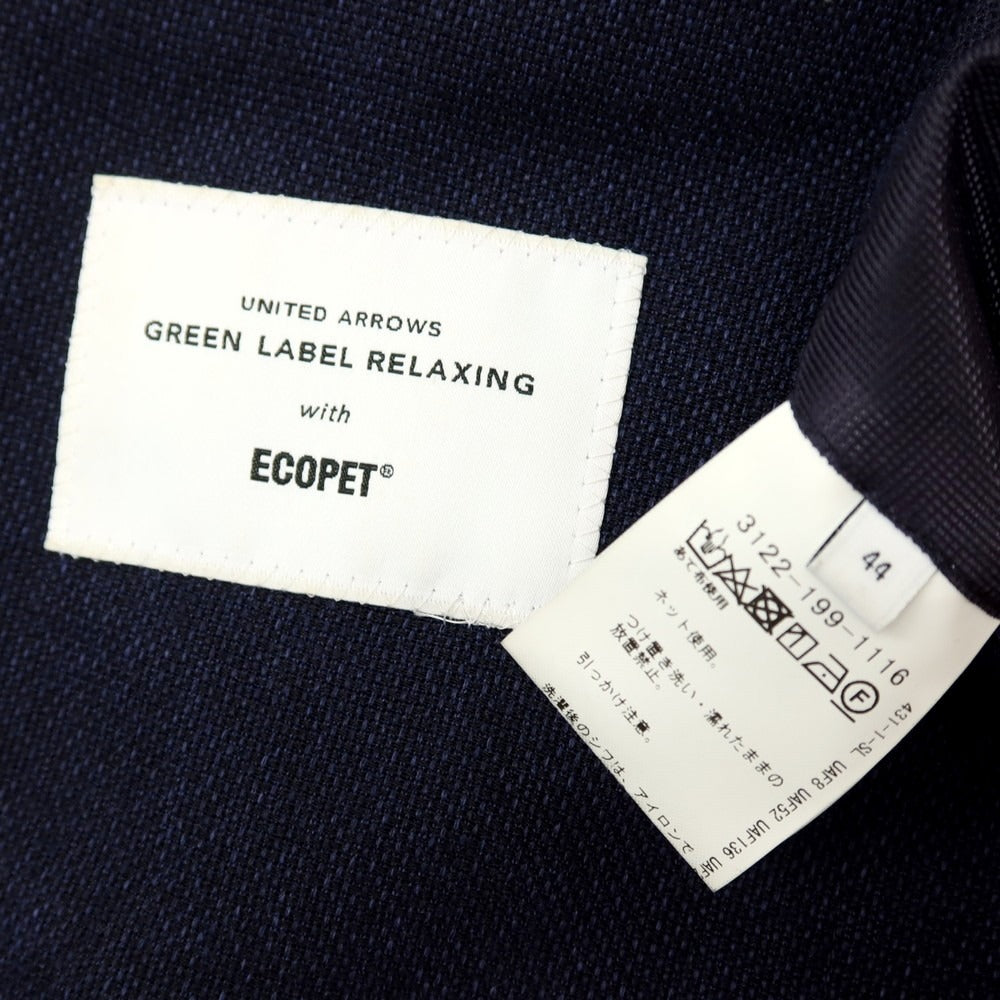 UNITED ARROWS
GREEN LABEL RELAXING
with
ECOPET®
44
3122-199-1116
あて布使用
F
ネット使用。
つけ置き洗い・濡れたままの
放置禁止。
引っかけ注意。
洗濯後のシワは、アイロンで
431-1-SL
UAF8 UAF52 UAF136